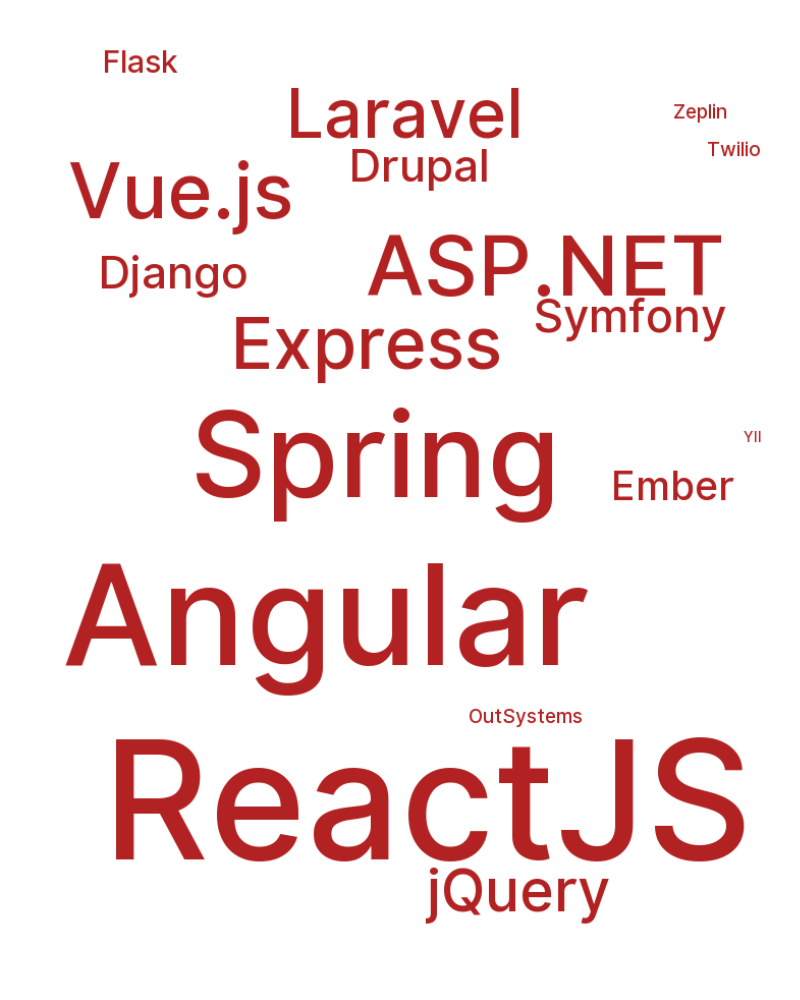 Flask
Laravel
Zeplin
Twilio
Drupal
Vue.js
ASP.NET
Django
Symfony
Express
Spring
YII
Ember
Angular
OutSystems
ReactJS
jQuery